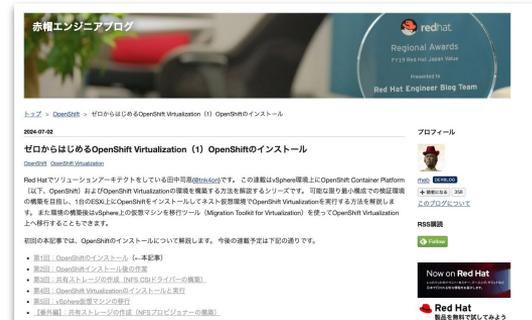 赤帽エンジニアブログ
redhat
Regional Awards
FY19 Red Hat Japan Value
Presented to
Red Hat Engineer Blog Team
トップ > OpenShift > ゼロからはじめるOpenShift Virtualization（1）OpenShiftのインストール
2024-07-02
ゼロからはじめるOpenShift Virtualization（1）OpenShiftのインストール
OpenShift OpenShift Virtualization
Red Hatでソリューションアーキテクトをしている田中司恩(@tnk4on)です。 この連載はvSphere環境上にOpenShift Container Platform
（以下、OpenShift）およびOpenShift Virtualizationの環境を構築する方法を解説するシリーズです。 可能な限り最小構成での検証環境
の構築を目指し、1台のESXi上にOpenShiftをインストールしてネスト仮想環境でOpenShift Virtualizationを実行する方法を解説しま
す。 また環境の構築後はvSphere上の仮想マシンを移行ツール（Migration Toolkit for Virtualization）を使ってOpenShift Virtualization
上へ移行することもできます。
初回の本記事では、OpenShiftのインストールについて解説します。 今後の連載予定は下記の通りです。
第1回：OpenShiftのインストール（←本記事）
第2回：OpenShiftインストール後の作業
第3回：共有ストレージの作成（NFS CSIドライバーの構築）
第4回：OpenShift Virtualizationのインストールと実行
第5回：vSphere仮想マシンの移行
【番外編】：共有ストレージの作成（NFSプロビジョナーの構築）
プロフィール
rheb DEVBLOG
+ 読者になる 358
このブログについて
RSS購読
Follow
Now on Red Hat
Red Hat
製品を無料で試してみよう